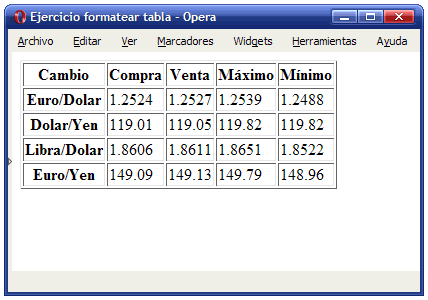 Ejercicio formatear tabla - Opera
Archivo Editar Ver Marcadores Widgets Herramientas Ayuda
Cambio Compra Venta Máximo Mínimo
Euro/Dolar 1.2524 1.2527 1.2539 1.2488
Dolar/Yen 119.01 119.05 119.82 119.82
Libra/Dolar 1.8606 1.8611 1.8651 1.8522
Euro/Yen 149.09 149.13 149.79 148.96